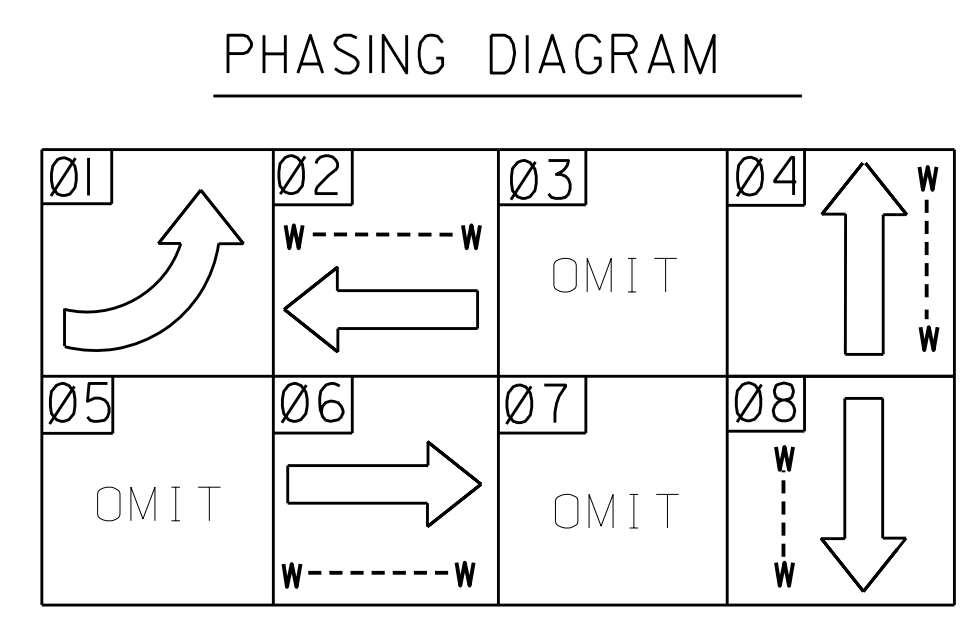 PHASING DIAGRAM
Ø1 Ø2 Ø3 Ø4
W W W
OMIT
W
Ø5 Ø6 Ø7 Ø8
W
OMIT OMIT
W W W